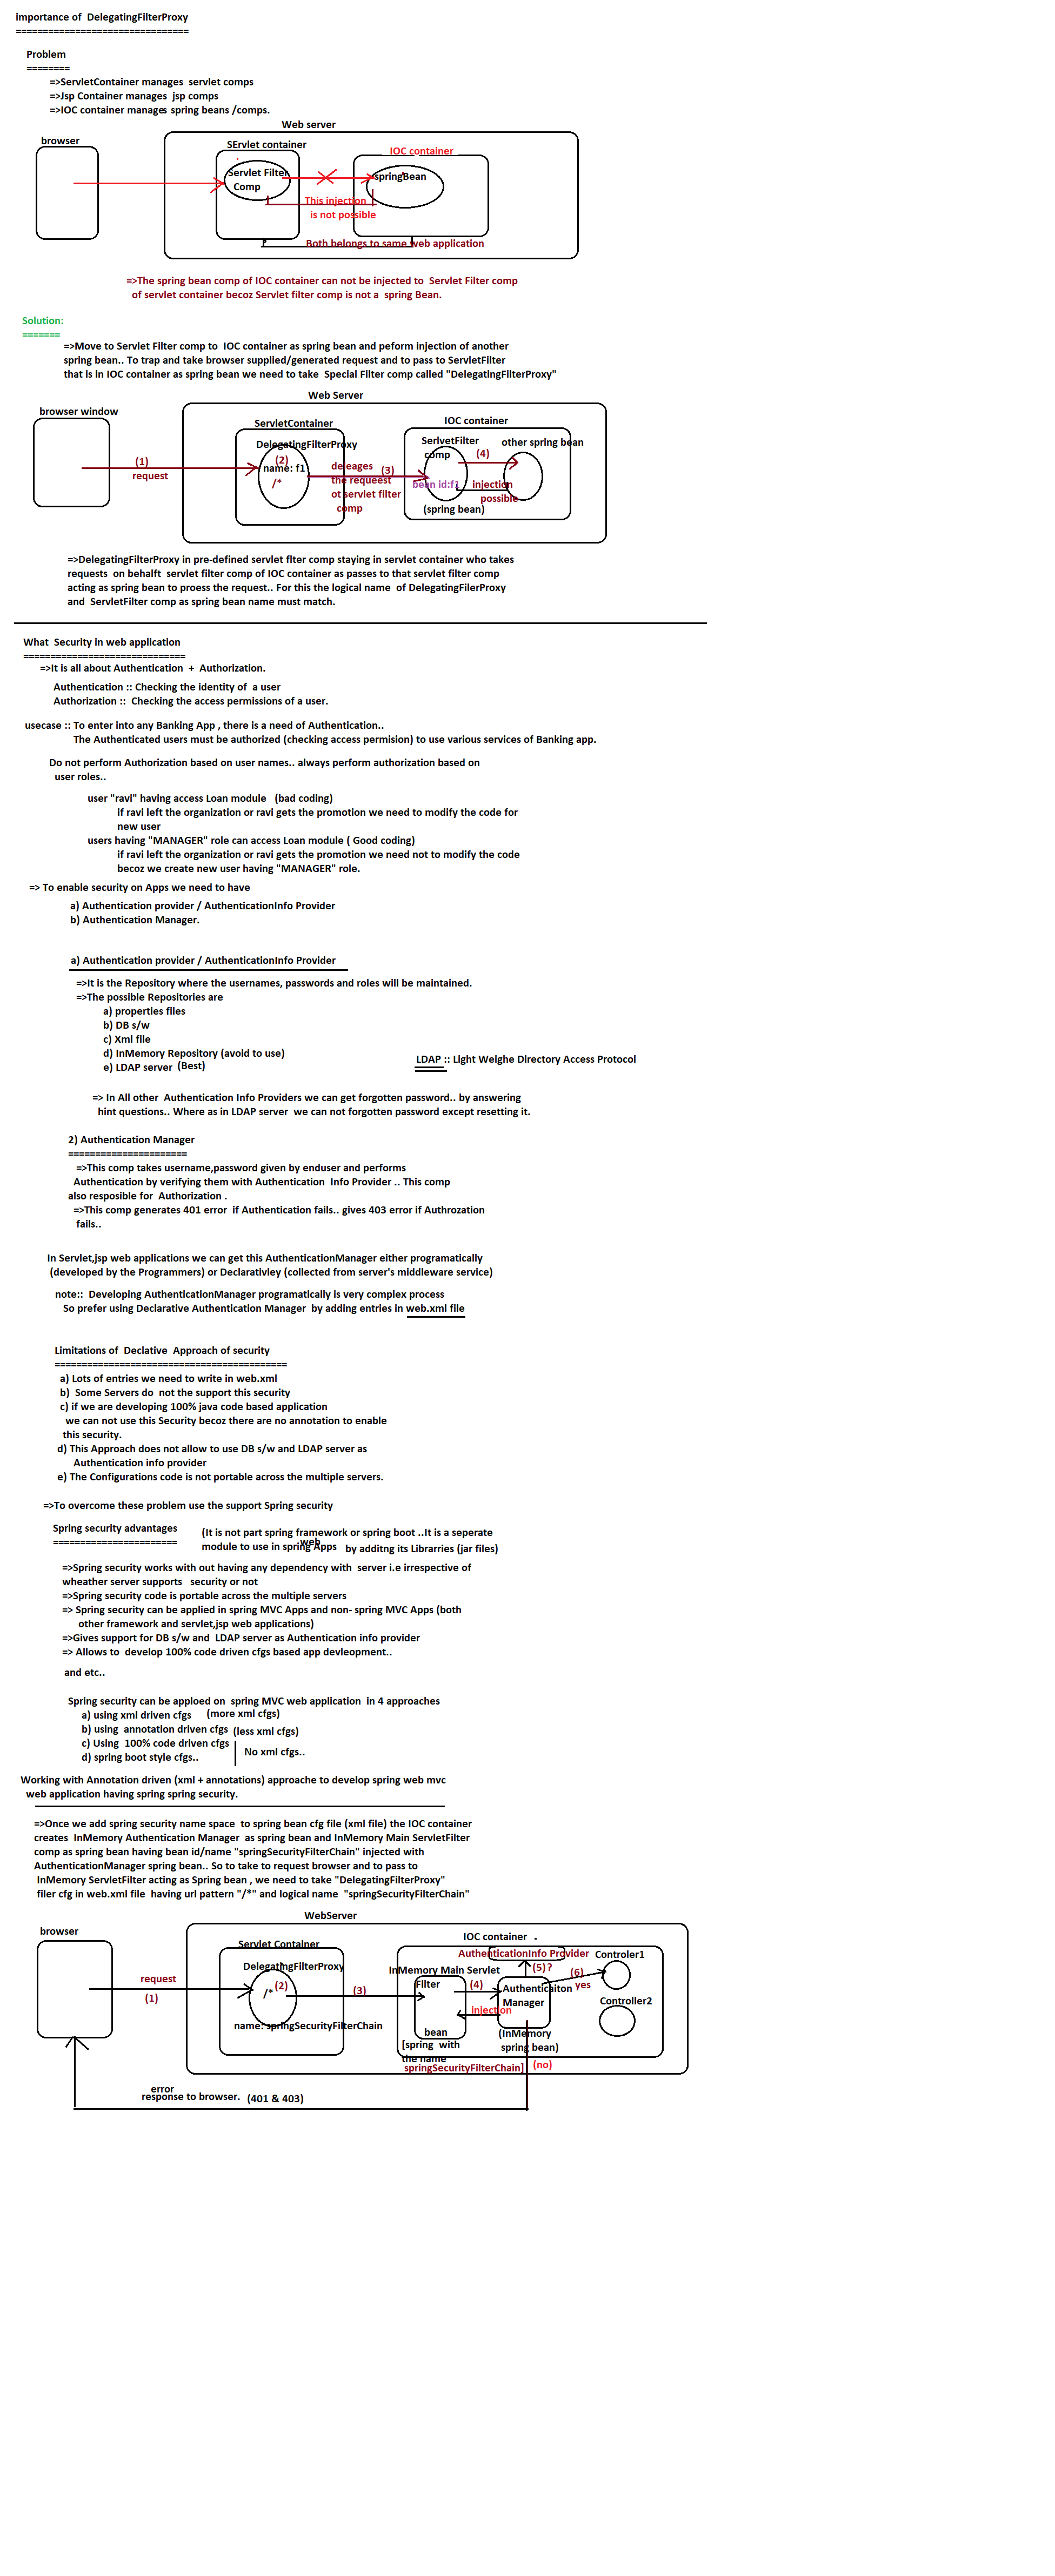 importance of  DelegatingFilterProxy
================================
Problem
========
=>ServletContainer manages  servlet comps
=>Jsp Container manages  jsp comps
=>IOC container manages  spring beans /comps.
Web server
browser
SErvlet container
IOC container
Servlet Filter
Comp
springBean
This injection
is not possible
Both belongs to same web application
=>The spring bean comp of IOC container can not be injected to  Servlet Filter comp
of servlet container becoz Servlet filter comp is not a  spring Bean.
Solution:
=======
=>Move to Servlet Filter comp to  IOC container as spring bean and peform injection of another
spring bean.. To trap and take browser supplied/generated request and to pass to ServletFilter
that is in IOC container as spring bean we need to take  Special Filter comp called "DelegatingFilterProxy"
Web Server
browser window
ServletContainer
IOC container
DelegatingFilterProxy
SerlvetFilter
comp
other spring bean
(1)
request
(2)
name: f1
/*
deleages
the requeest
ot servlet filter
comp
(3)
(4)
bean id:f1
injection
possible
(spring bean)
=>DelegatingFilterProxy in pre-defined servlet flter comp staying in servlet container who takes
requests  on behalft  servlet filter comp of IOC container as passes to that servlet filter comp
acting as spring bean to proess the request.. For this the logical name  of DelegatingFilerProxy
and  ServletFilter comp as spring bean name must match.
What  Security in web application
==============================
=>It is all about Authentication  +  Authorization.
Authentication :: Checking the identity of  a user
Authorization ::  Checking the access permissions of a user.
usecase :: To enter into any Banking App , there is a need of Authentication..
The Authenticated users must be authorized (checking access permision) to use various services of Banking app.
Do not perform Authorization based on user names.. always perform authorization based on
user roles..
user "ravi" having access Loan module   (bad coding)
if ravi left the organization or ravi gets the promotion we need to modify the code for
new user
users having "MANAGER" role can access Loan module ( Good coding)
if ravi left the organization or ravi gets the promotion we need not to modify the code
becoz we create new user having "MANAGER" role.
=> To enable security on Apps we need to have
a) Authentication provider / AuthenticationInfo Provider
b) Authentication Manager.
a) Authentication provider / AuthenticationInfo Provider
=>It is the Repository where the usernames, passwords and roles will be maintained.
=>The possible Repositories are
a) properties files
b) DB s/w
c) Xml file
d) InMemory Repository (avoid to use)
e) LDAP server  (Best)
LDAP :: Light Weighe Directory Access Protocol
=> In All other  Authentication Info Providers we can get forgotten password.. by answering
hint questions.. Where as in LDAP server  we can not forgotten password except resetting it.
2) Authentication Manager
======================
=>This comp takes username,password given by enduser and performs
Authentication by verifying them with Authentication  Info Provider .. This comp
also resposible for  Authorization .
=>This comp generates 401 error  if Authentication fails.. gives 403 error if Authrozation
fails..
In Servlet,jsp web applications we can get this AuthenticationManager either programatically
(developed by the Programmers) or Declarativley (collected from server's middleware service)
note::  Developing AuthenticationManager programatically is very complex process
So prefer using Declarative Authentication Manager  by adding entries in web.xml file
Limitations of  Declative  Approach of security
===========================================
a) Lots of entries we need to write in web.xml
b)  Some Servers do  not the support this security
c) if we are developing 100% java code based application
we can not use this Security becoz there are no annotation to enable
this security.
d) This Approach does not allow to use DB s/w and LDAP server as
Authentication info provider
e) The Configurations code is not portable across the multiple servers.
=>To overcome these problem use the support Spring security
Spring security advantages
=======================
(It is not part spring framework or spring boot ..It is a seperate
web
module to use in spring Apps   by additng its Librarries (jar files)
=>Spring security works with out having any dependency with  server i.e irrespective of
wheather server supports   security or not
=>Spring security code is portable across the multiple servers
=> Spring security can be applied in spring MVC Apps and non- spring MVC Apps (both
other framework and servlet,jsp web applications)
=>Gives support for DB s/w and  LDAP server as Authentication info provider
=> Allows to  develop 100% code driven cfgs based app devleopment..
and etc..
Spring security can be apploed on  spring MVC web application  in 4 approaches
a) using xml driven cfgs   (more xml cfgs)
b) using  annotation driven cfgs  (less xml cfgs)
c) Using  100% code driven cfgs
d) spring boot style cfgs..
No xml cfgs..
Working with Annotation driven (xml + annotations) approache to develop spring web mvc
web application having spring spring security.
=>Once we add spring security name space  to spring bean cfg file (xml file) the IOC container
creates  InMemory Authentication Manager  as spring bean and InMemory Main ServletFilter
comp as spring bean having bean id/name "springSecurityFilterChain" injected with
AuthenticationManager spring bean.. So to take to request browser and to pass to
InMemory ServletFilter acting as Spring bean , we need to take "DelegatingFilterProxy"
filer cfg in web.xml file  having url pattern "/*" and logical name  "springSecurityFilterChain"
WebServer
browser
Servlet Container
IOC container
AuthenticationInfo Provider
Controler1
DelegatingFilterProxy
InMemory Main Servlet
Filter
(5)?
(6)
yes
request
(1)
/*
(2)
(3)
(4)
Authenticaiton
Manager
Controller2
injection
name: springSecurityFilterChain
bean
[spring  with
the name
springSecurityFilterChain]
(InMemory
spring bean)
(no)
error
response to browser.  (401 & 403)